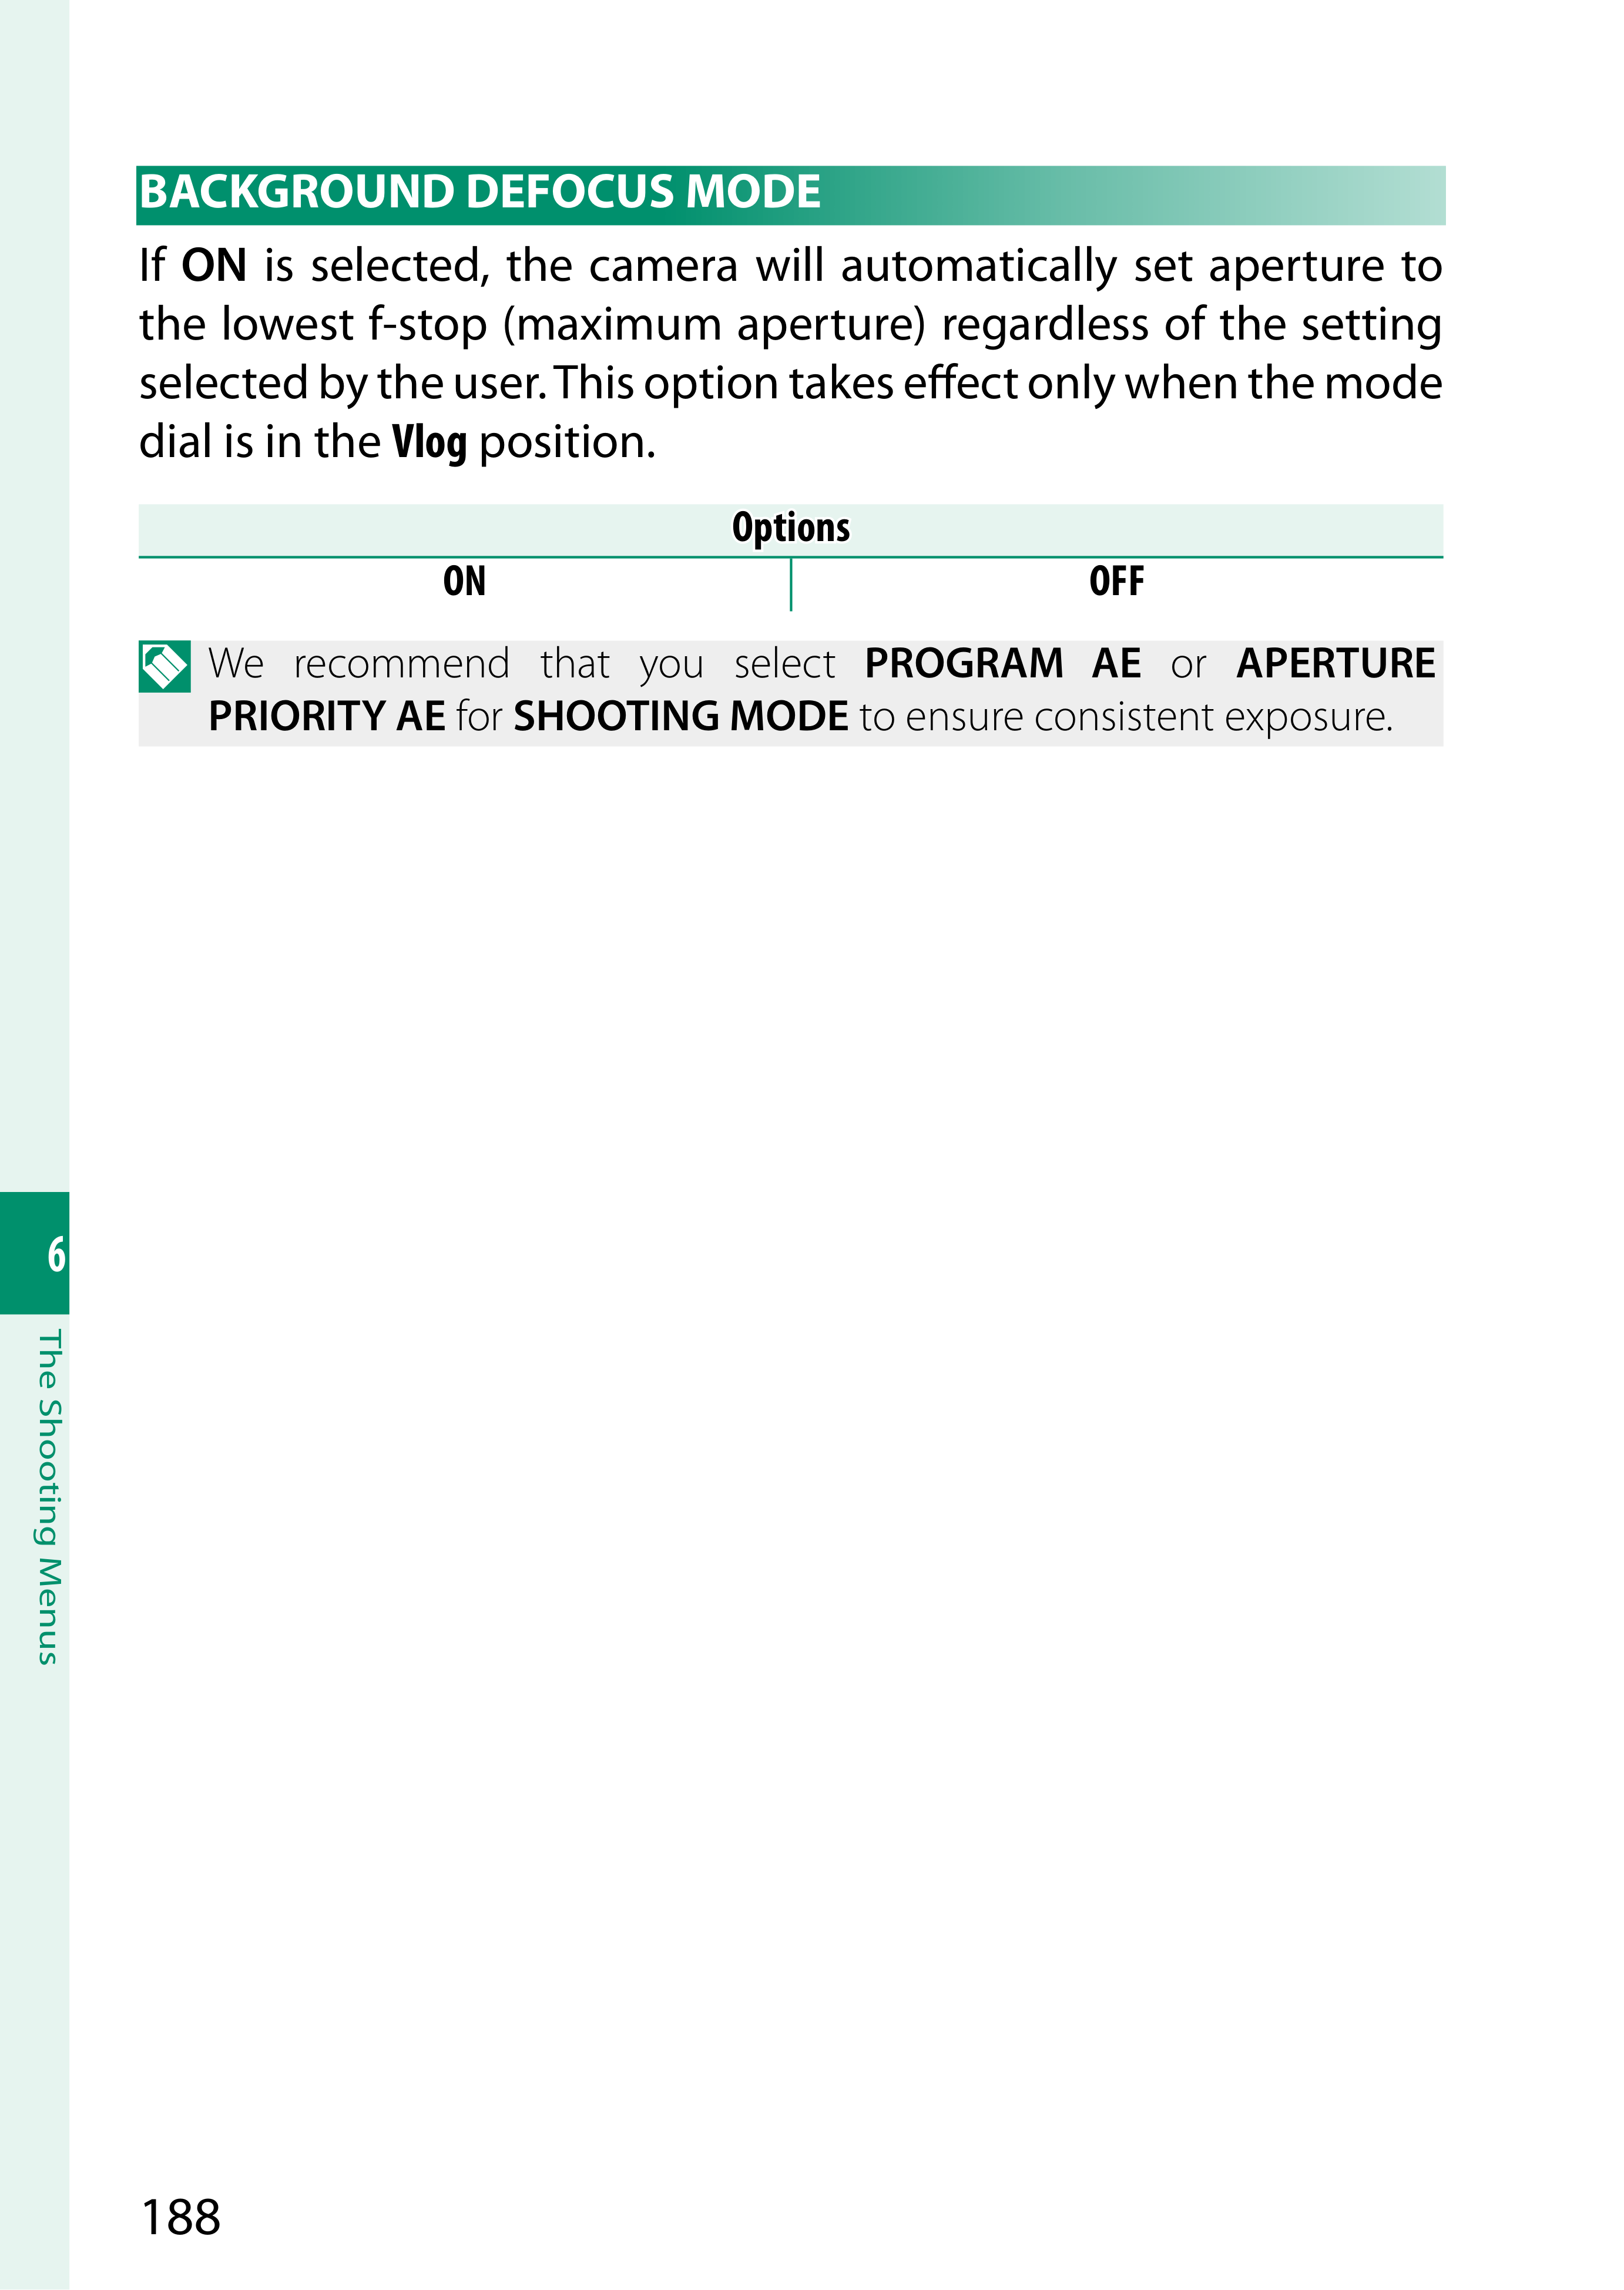 BACKGROUND DEFOCUS MODE
If ON is selected, the camera will automatically set aperture to
the lowest f-stop (maximum aperture) regardless of the setting
selected by the user. This option takes effect only when the mode
dial is in the Vlog position.
Options
ON OFF
We recommend that you select PROGRAM AE or APERTURE
PRIORITY AE for SHOOTING MODE to ensure consistent exposure.
6
The Shooting Menus
188